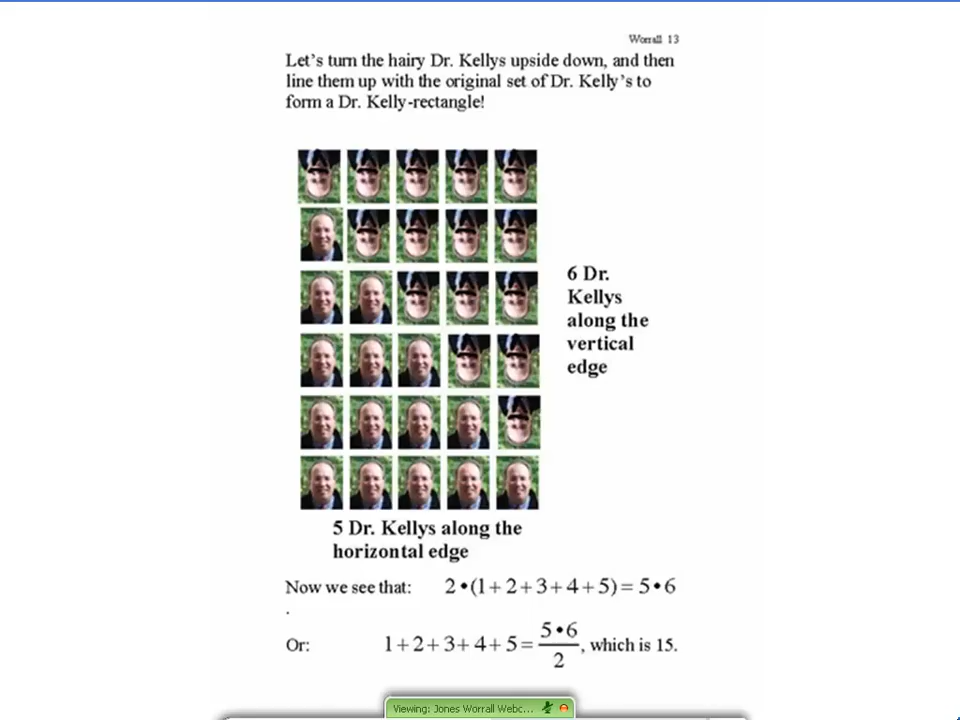 Worrall 13
Let's turn the hairy Dr. Kellys upside down, and then
line them up with the original set of Dr. Kelly's to
form a Dr. Kelly-rectangle!
6 Dr.
Kellys
along the
vertical
edge
5 Dr. Kellys along the
horizontal edge
Now we see that: 2•(1+2+3+4+5)=5•6
.
Or: 1+2+3+4+5= 5•6/2, which is 15.
Viewing: Jones Worrall Webc...